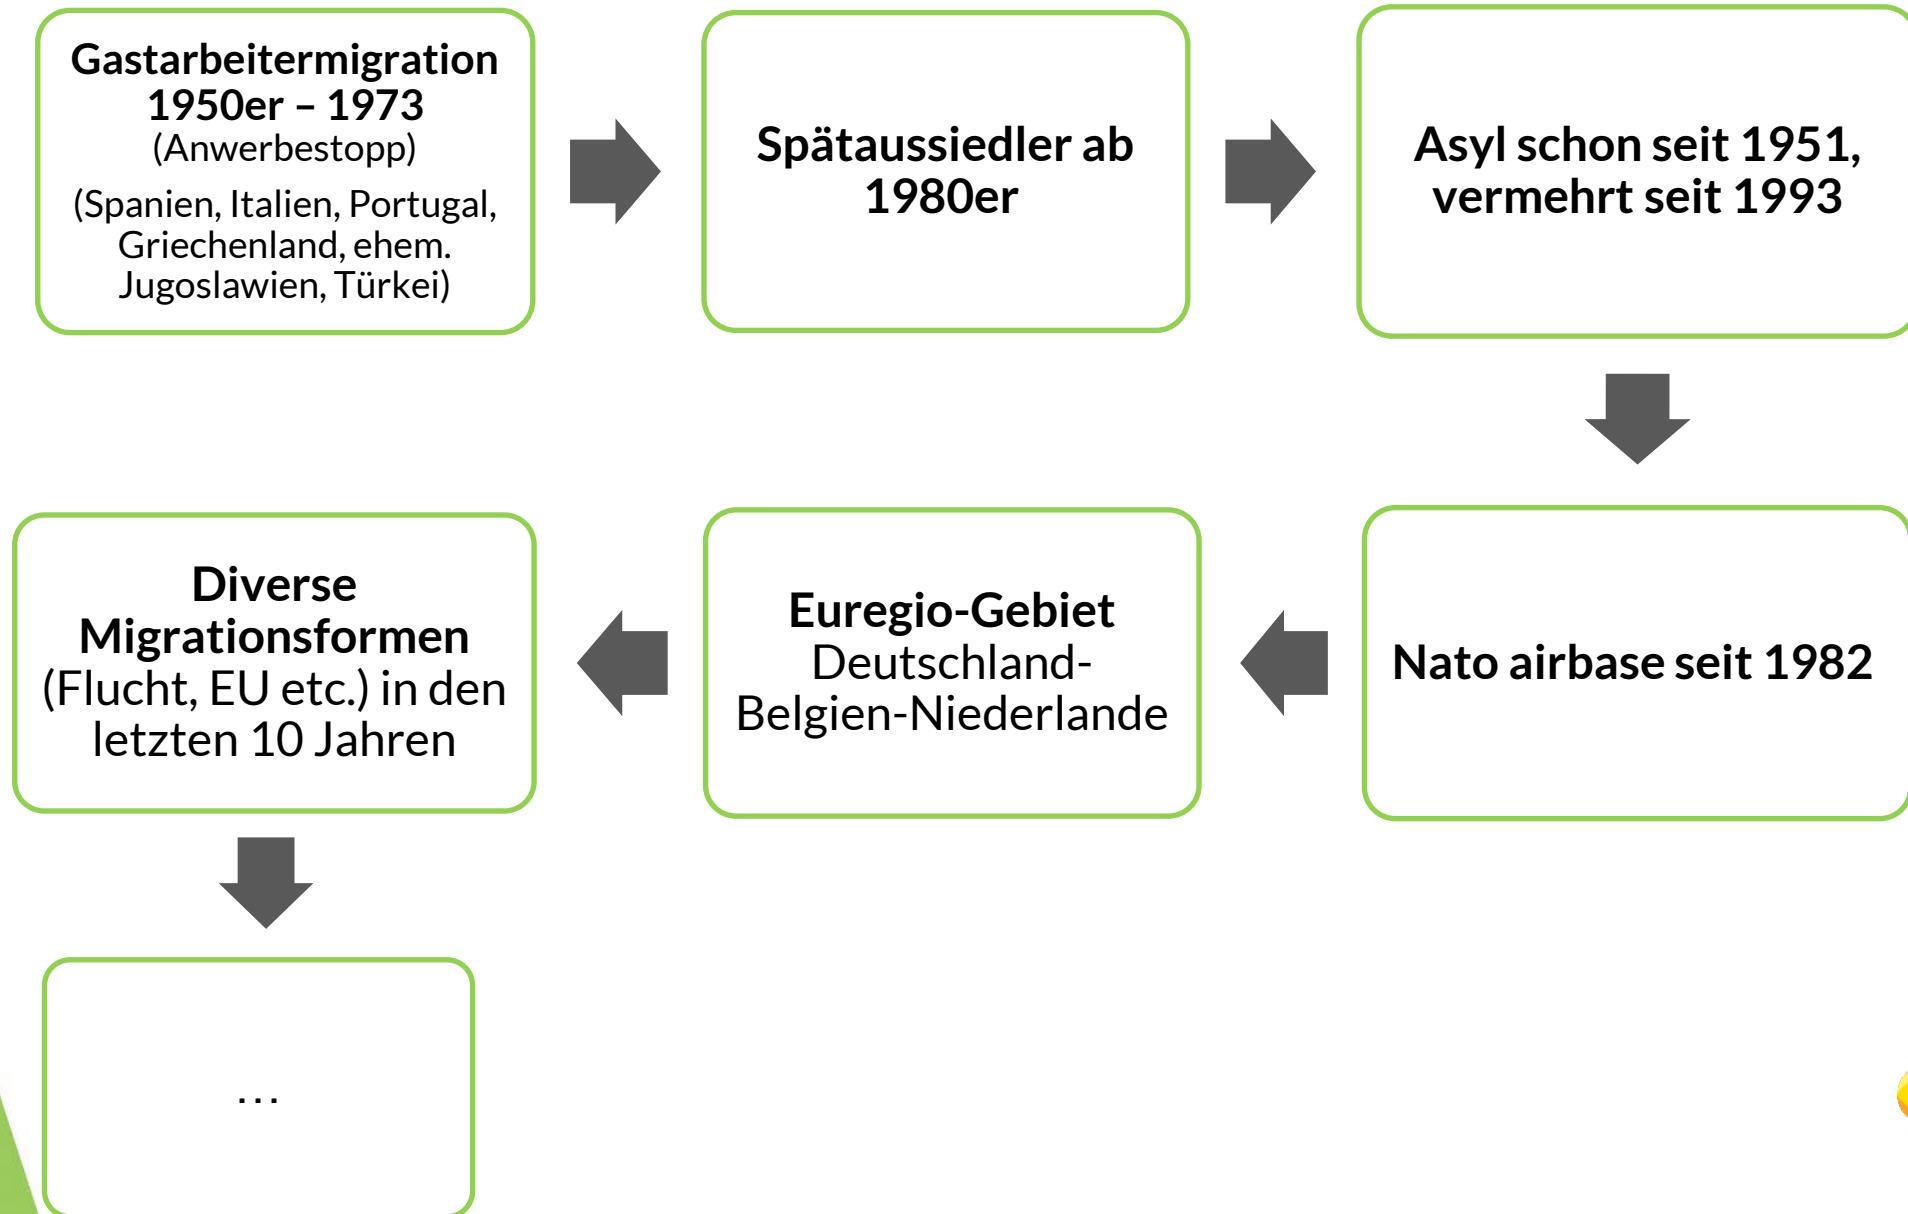 Gastarbeitermigration
1950er – 1973
(Anwerbestopp)
(Spanien, Italien, Portugal,
Griechenland, ehem.
Jugoslawien, Türkei)
Spätaussiedler ab
1980er
Asyl schon seit 1951,
vermehrt seit 1993
Nato airbase seit 1982
Euregio-Gebiet
Deutschland-
Belgien-Niederlande
Diverse
Migrationsformen
(Flucht, EU etc.) in den
letzten 10 Jahren
…